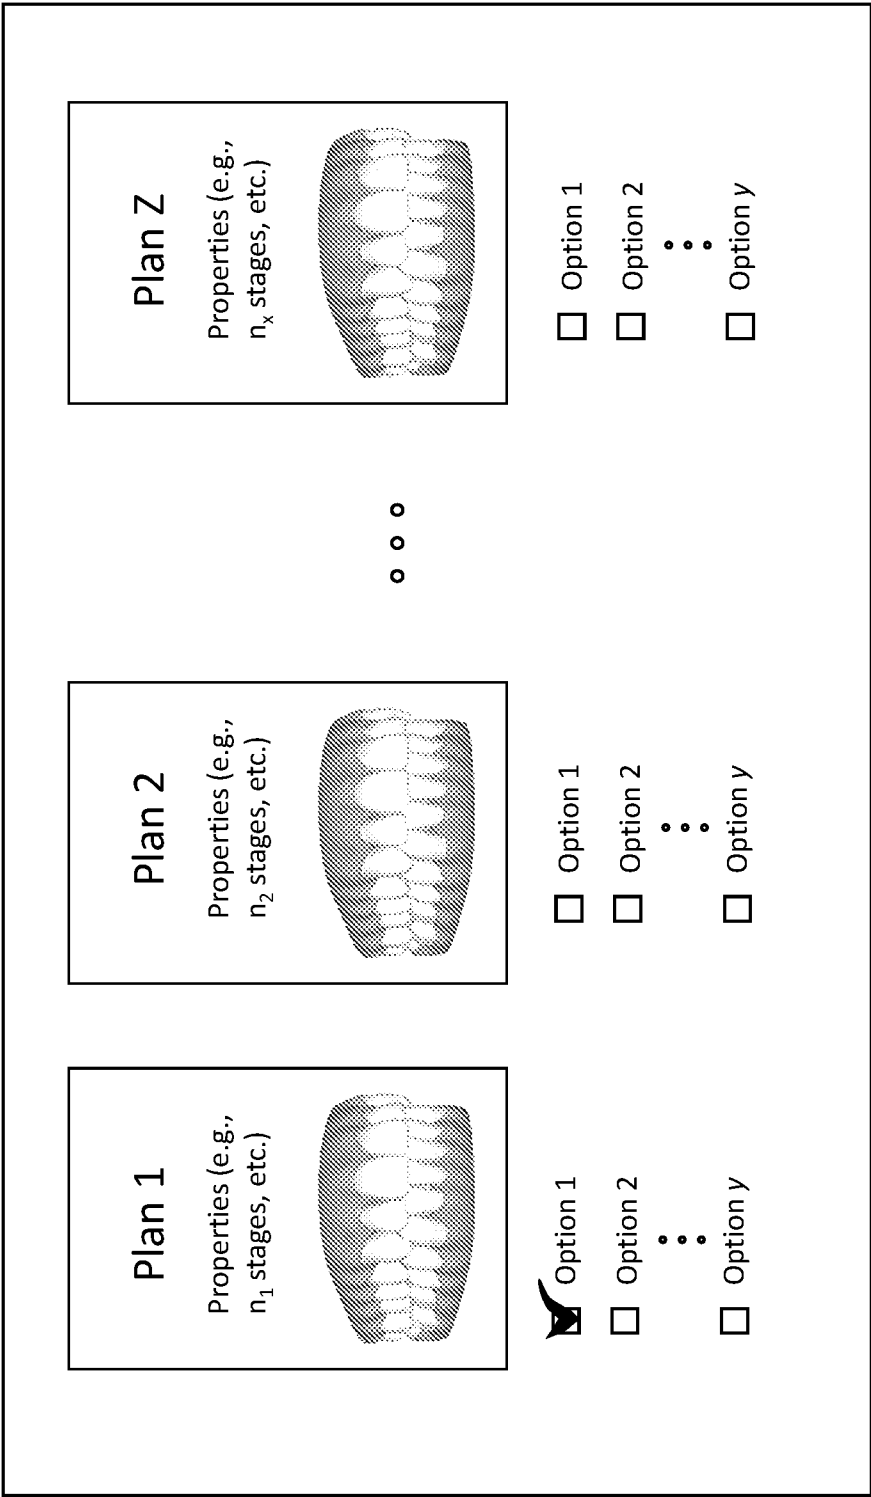 Plan 1
Properties (e.g.,
n₁ stages, etc.)
Option 1
Option 2
Option y
Plan 2
Properties (e.g.,
n₂ stages, etc.)
Option 1
Option 2
Option y
Plan Z
Properties (e.g.,
nₓ stages, etc.)
Option 1
Option 2
Option y